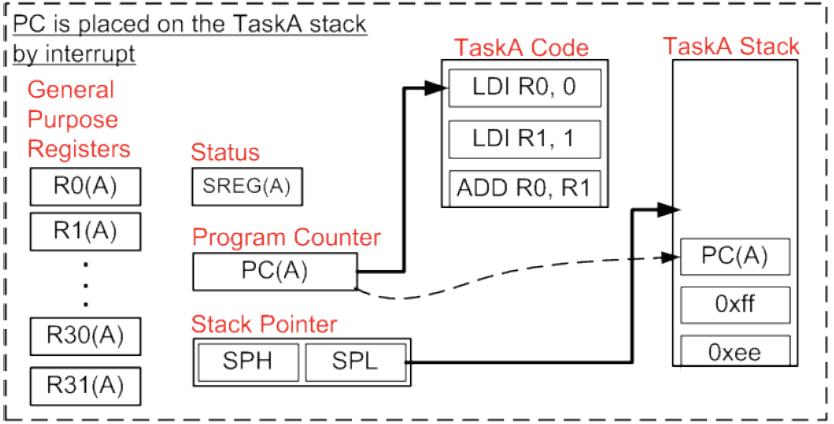 PC is placed on the TaskA stack
by interrupt
General
Purpose
Registers
R0(A)
R1(A)
R30(A)
R31(A)
Status
SREG(A)
Program Counter
PC(A)
Stack Pointer
SPH SPL
TaskA Code
LDI R0, 0
LDI R1, 1
ADD R0, R1
TaskA Stack
PC(A)
0xff
0xee